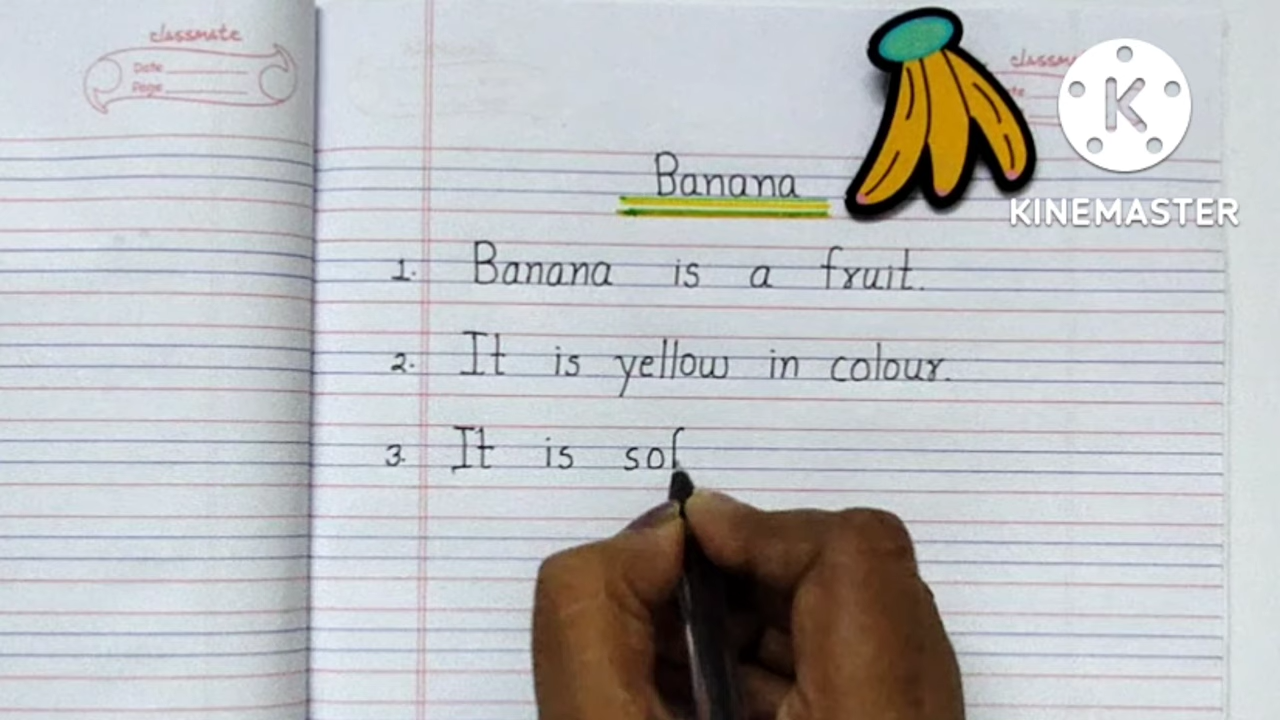 classmate
Date
Page
Banana
1. Banana is a fruit.
2. It is yellow in colour.
3. It is sof
KINEMASTER